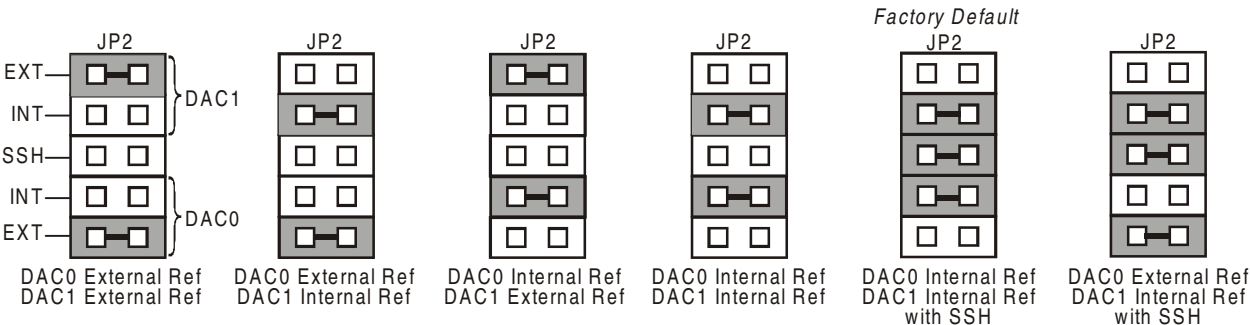 Factory Default
JP2 JP2 JP2 JP2 JP2 JP2
EXT
INT
DAC1
SSH
INT
DAC0
EXT
DAC0 External Ref
DAC1 External Ref
DAC0 External Ref
DAC1 Internal Ref
DAC0 Internal Ref
DAC1 External Ref
DAC0 Internal Ref
DAC1 Internal Ref
DAC0 Internal Ref
DAC1 Internal Ref
with SSH
DAC0 External Ref
DAC1 Internal Ref
with SSH